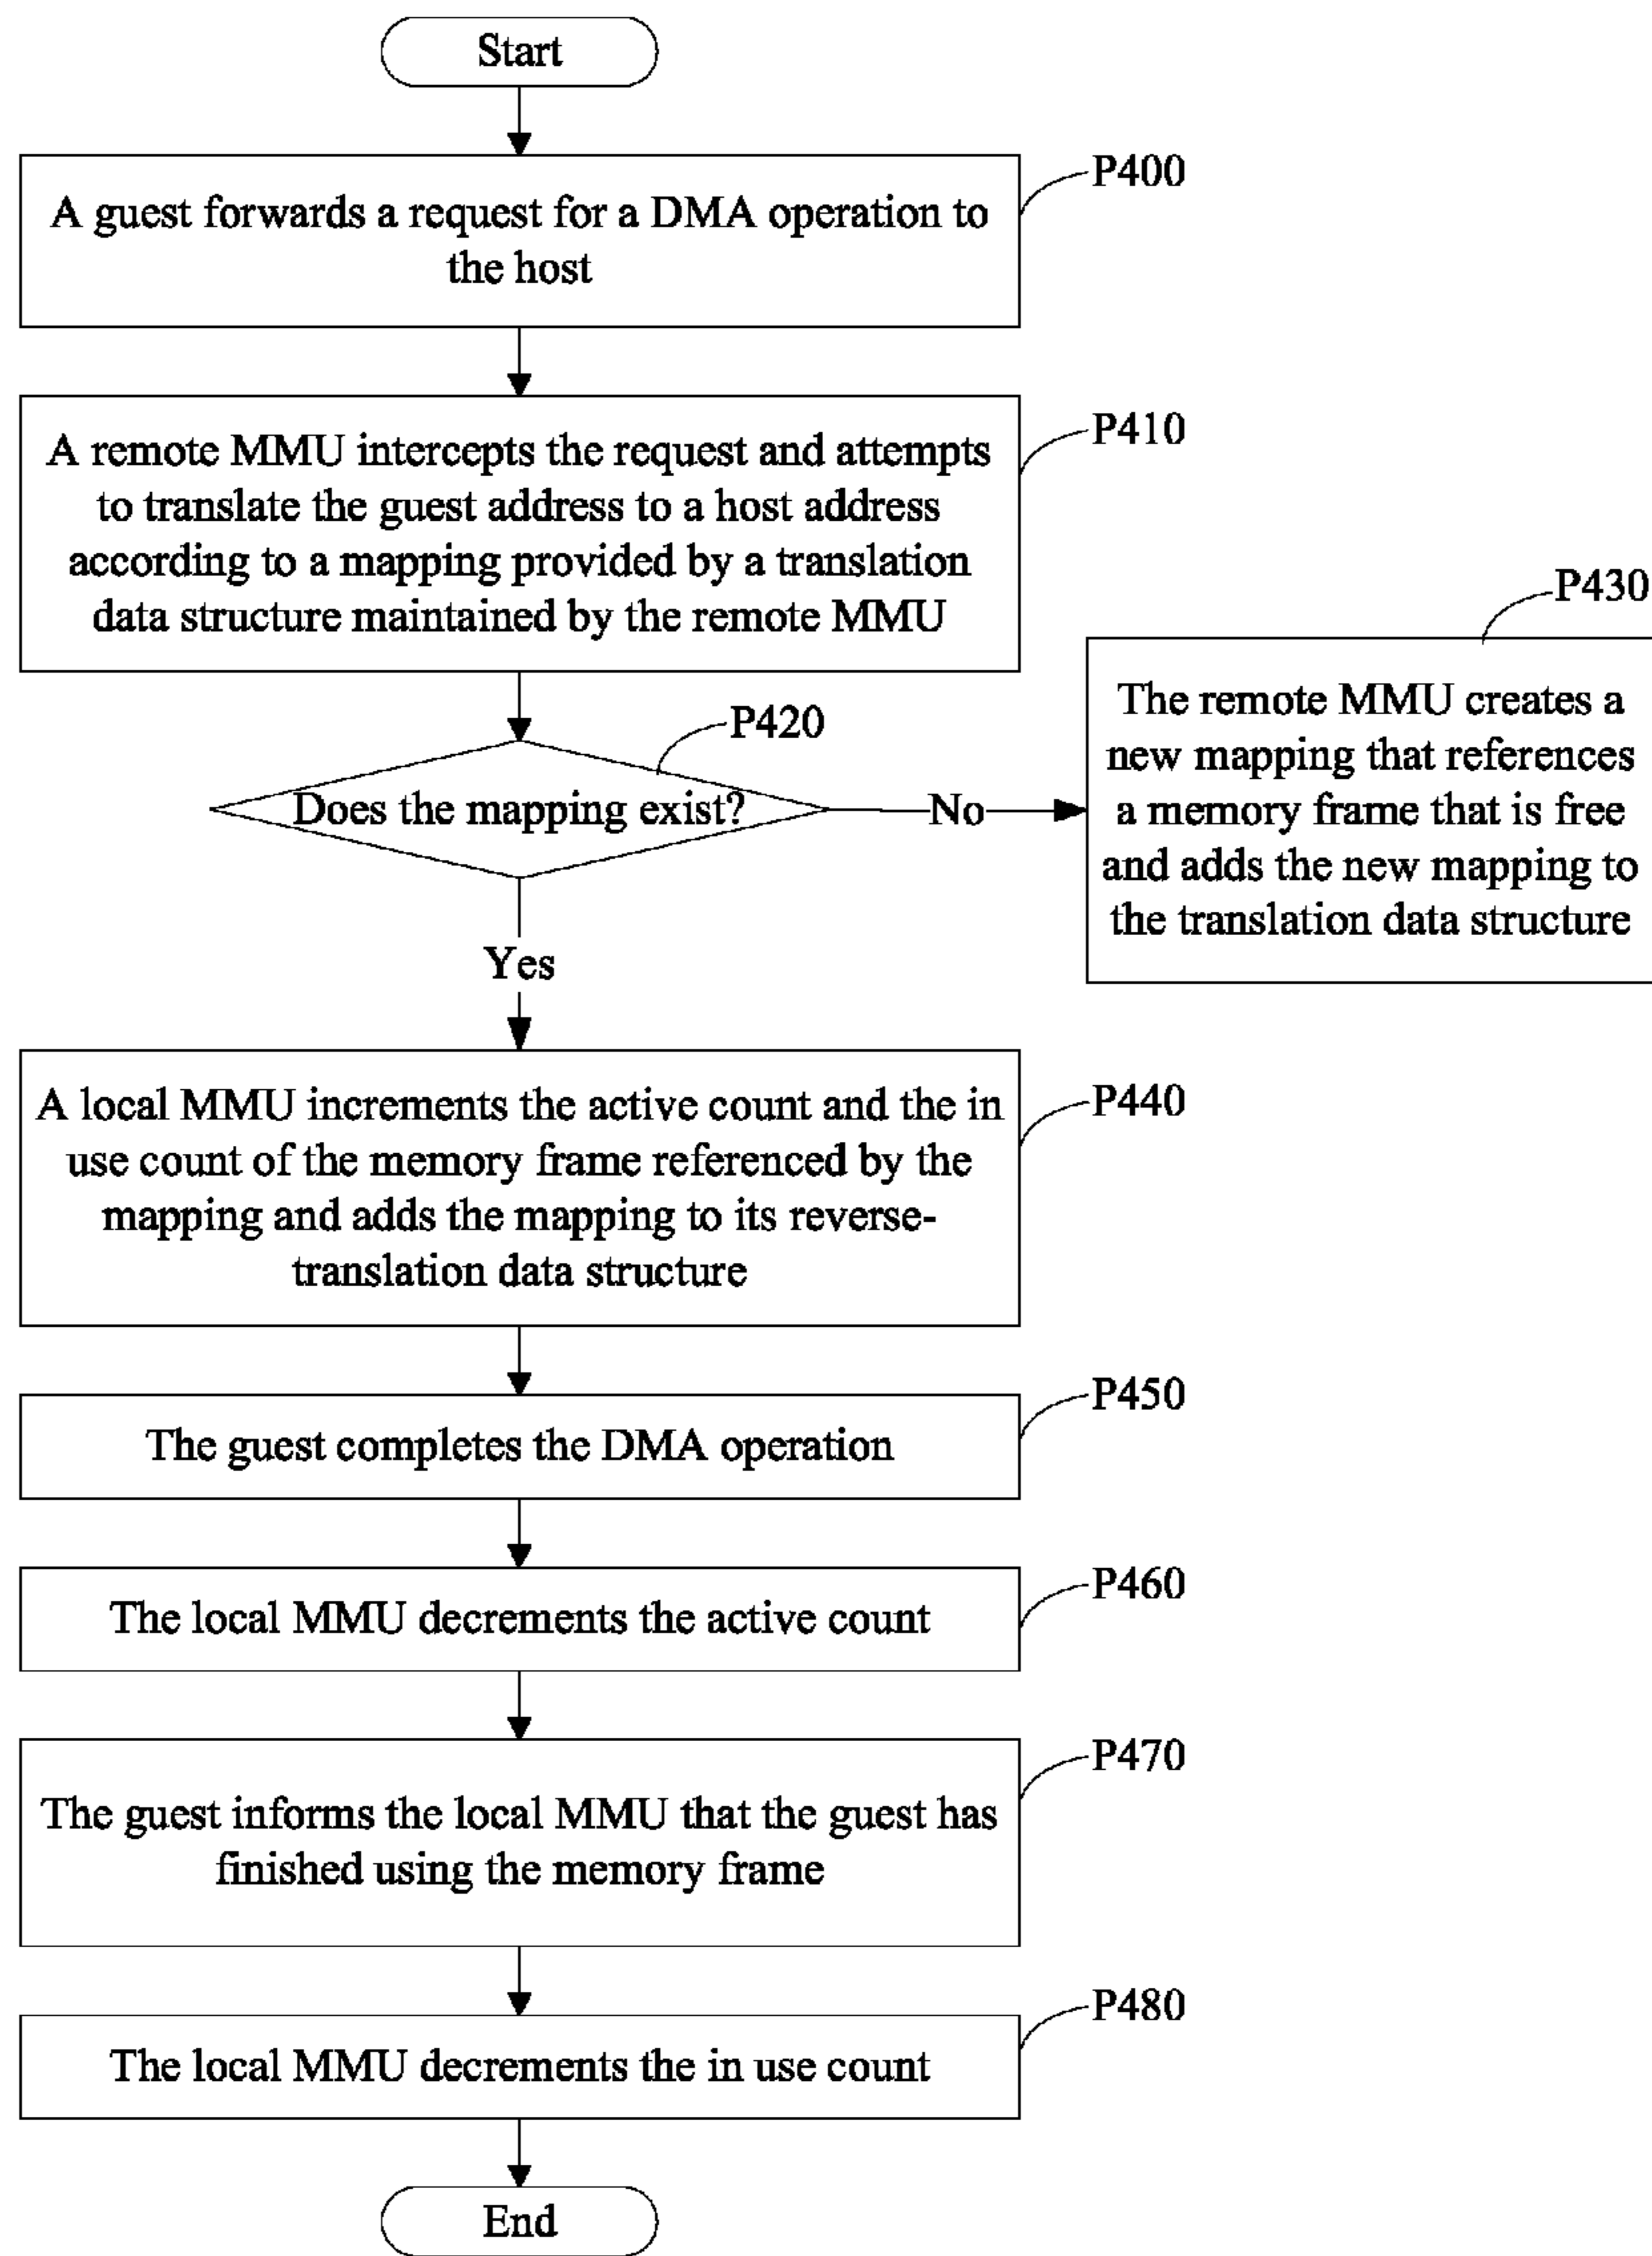 Start
P400
A guest forwards a request for a DMA operation to
the host
P410
A remote MMU intercepts the request and attempts
to translate the guest address to a host address
according to a mapping provided by a translation
data structure maintained by the remote MMU
P420
Does the mapping exist?
No
P430
The remote MMU creates a
new mapping that references
a memory frame that is free
and adds the new mapping to
the translation data structure
Yes
P440
A local MMU increments the active count and the in
use count of the memory frame referenced by the
mapping and adds the mapping to its reverse-
translation data structure
P450
The guest completes the DMA operation
P460
The local MMU decrements the active count
P470
The guest informs the local MMU that the guest has
finished using the memory frame
P480
The local MMU decrements the in use count
End